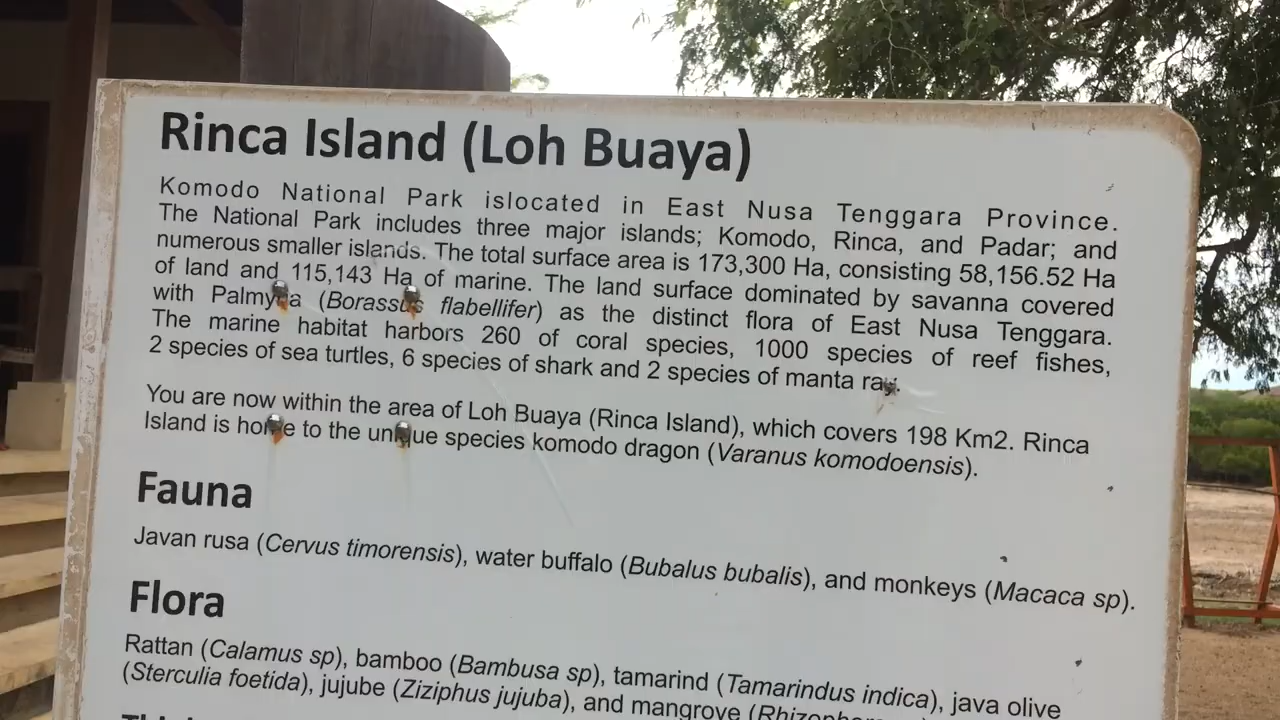 Rinca Island (Loh Buaya)
Komodo National Park islocated in East Nusa Tenggara Province.
The National Park includes three major islands; Komodo, Rinca, and Padar; and
numerous smaller islands. The total surface area is 173,300 Ha, consisting 58,156.52 Ha
of land and 115,143 Ha of marine. The land surface dominated by savanna covered
with Palmyra (Borassus flabellifer) as the distinct flora of East Nusa Tenggara.
The marine habitat harbors 260 of coral species, 1000 species of reef fishes,
2 species of sea turtles, 6 species of shark and 2 species of manta ray.
You are now within the area of Loh Buaya (Rinca Island), which covers 198 Km2. Rinca
Island is home to the unique species komodo dragon (Varanus komodoensis).
Fauna
Javan rusa (Cervus timorensis), water buffalo (Bubalus bubalis), and monkeys (Macaca sp).
Flora
Rattan (Calamus sp), bamboo (Bambusa sp), tamarind (Tamarindus indica), java olive
(Sterculia foetida), jujube (Ziziphus jujuba), and mangrove